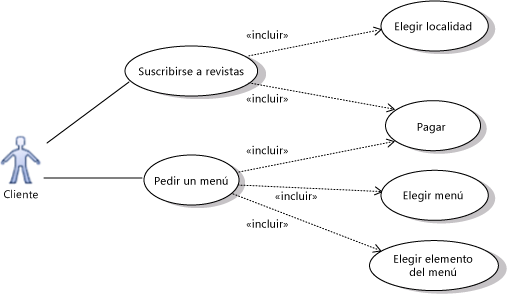 «incluir»
Elegir localidad
Suscribirse a revistas
«incluir»
Pagar
«incluir»
Cliente
Pedir un menú
«incluir»
Elegir menú
«incluir»
Elegir elemento
del menú